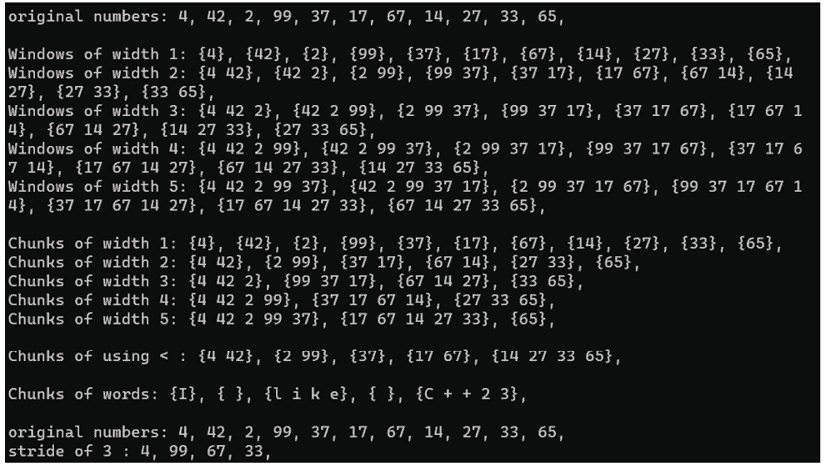 original numbers: 4, 42, 2, 99, 37, 17, 67, 14, 27, 33, 65,
Windows of width 1: {4}, {42}, {2}, {99}, {37}, {17}, {67}, {14}, {27}, {33}, {65},
Windows of width 2: {4 42}, {42 2}, {2 99}, {99 37}, {37 17}, {17 67}, {67 14}, {14
27}, {27 33}, {33 65},
Windows of width 3: {4 42 2}, {42 2 99}, {2 99 37}, {99 37 17}, {37 17 67}, {17 67 1
4}, {67 14 27}, {14 27 33}, {27 33 65},
Windows of width 4: {4 42 2 99}, {42 2 99 37}, {2 99 37 17}, {99 37 17 67}, {37 17 6
7 14}, {17 67 14 27}, {67 14 27 33}, {14 27 33 65},
Windows of width 5: {4 42 2 99 37}, {42 2 99 37 17}, {2 99 37 17 67}, {99 37 17 67 1
4}, {37 17 67 14 27}, {17 67 14 27 33}, {67 14 27 33 65},
Chunks of width 1: {4}, {42}, {2}, {99}, {37}, {17}, {67}, {14}, {27}, {33}, {65},
Chunks of width 2: {4 42}, {2 99}, {37 17}, {67 14}, {27 33}, {65},
Chunks of width 3: {4 42 2}, {99 37 17}, {67 14 27}, {33 65},
Chunks of width 4: {4 42 2 99}, {37 17 67 14}, {27 33 65},
Chunks of width 5: {4 42 2 99 37}, {17 67 14 27 33}, {65},
Chunks of using < : {4 42}, {2 99}, {37}, {17 67}, {14 27 33 65},
Chunks of words: {I}, { }, {l i k e}, { }, {C + + 2 3},
original numbers: 4, 42, 2, 99, 37, 17, 67, 14, 27, 33, 65,
stride of 3 : 4, 99, 67, 33,